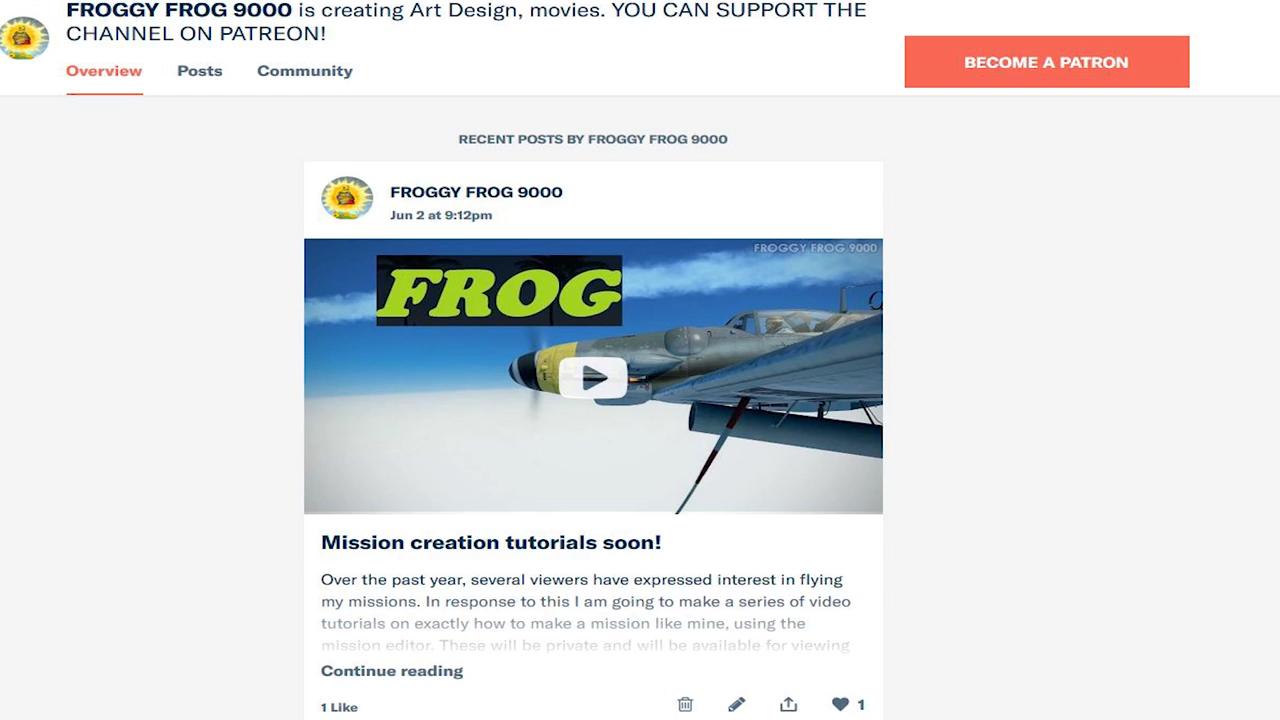 FROGGY FROG 9000 is creating Art Design, movies. YOU CAN SUPPORT THE
CHANNEL ON PATREON!
Overview Posts Community
BECOME A PATRON
RECENT POSTS BY FROGGY FROG 9000
FROGGY FROG 9000
Jun 2 at 9:12pm
FROGGY FROG 9000
FROG
Mission creation tutorials soon!
Over the past year, several viewers have expressed interest in flying
my missions. In response to this I am going to make a series of video
tutorials on exactly how to make a mission like mine, using the
mission editor. These will be private and will be available for viewing
Continue reading
1 Like
1